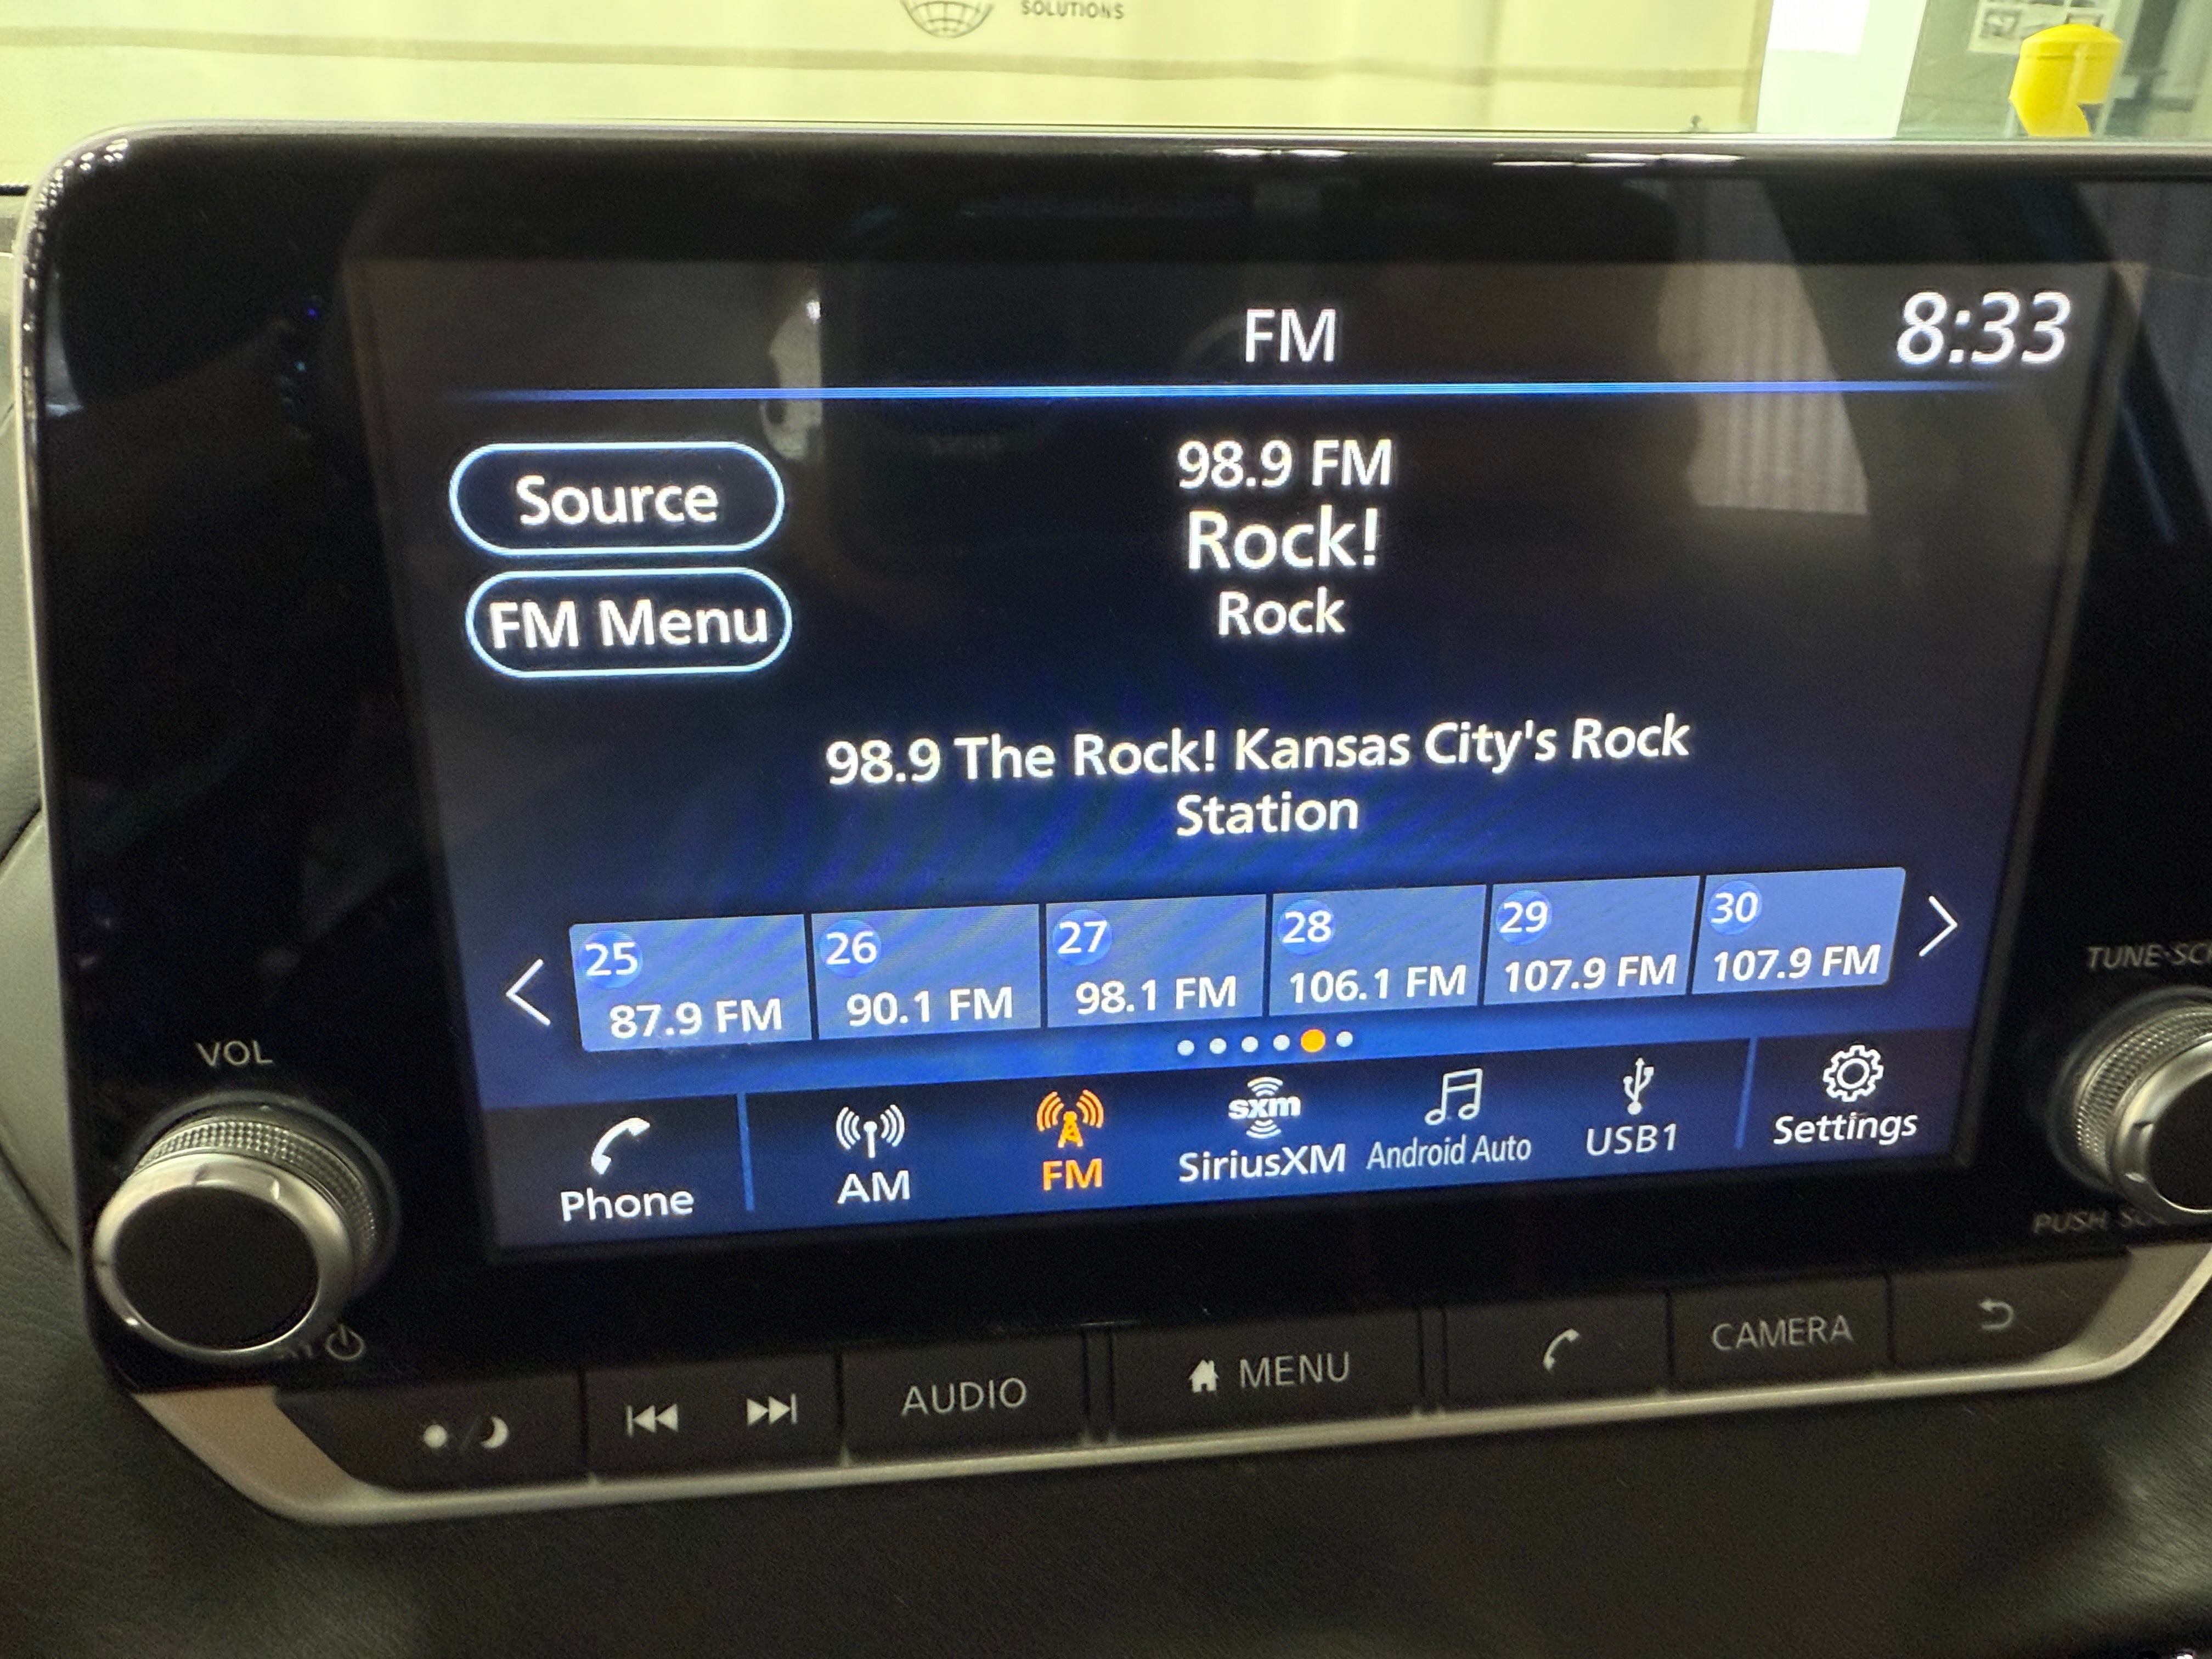 SOLUTIONS
FM
8:33
Source
FM Menu
98.9 FM
Rock!
Rock
98.9 The Rock! Kansas City's Rock
Station
25 26 27 28 29 30
87.9 FM 90.1 FM 98.1 FM 106.1 FM 107.9 FM 107.9 FM
VOL
Phone AM FM SiriusXM Android Auto USB1 Settings
sxm
PUSH
AUDIO MENU CAMERA